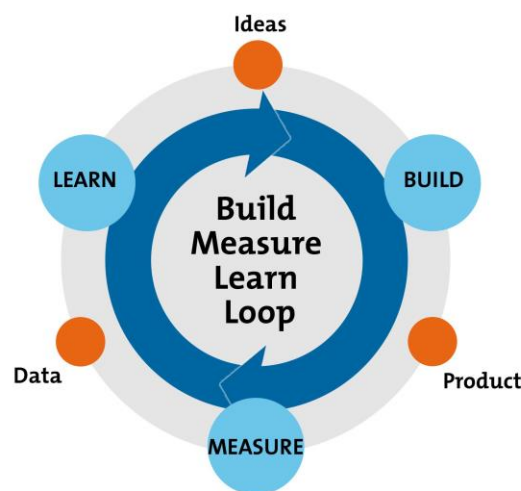 Ideas
LEARN
BUILD
Build
Measure
Learn
Loop
Data
Product
MEASURE